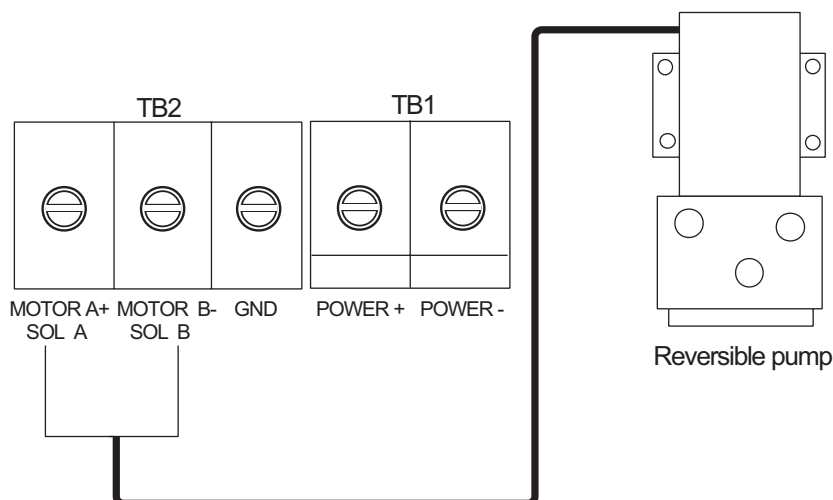 TB2
TB1
MOTOR A+ MOTOR B- GND POWER + POWER -
SOL A SOL B
Reversible pump